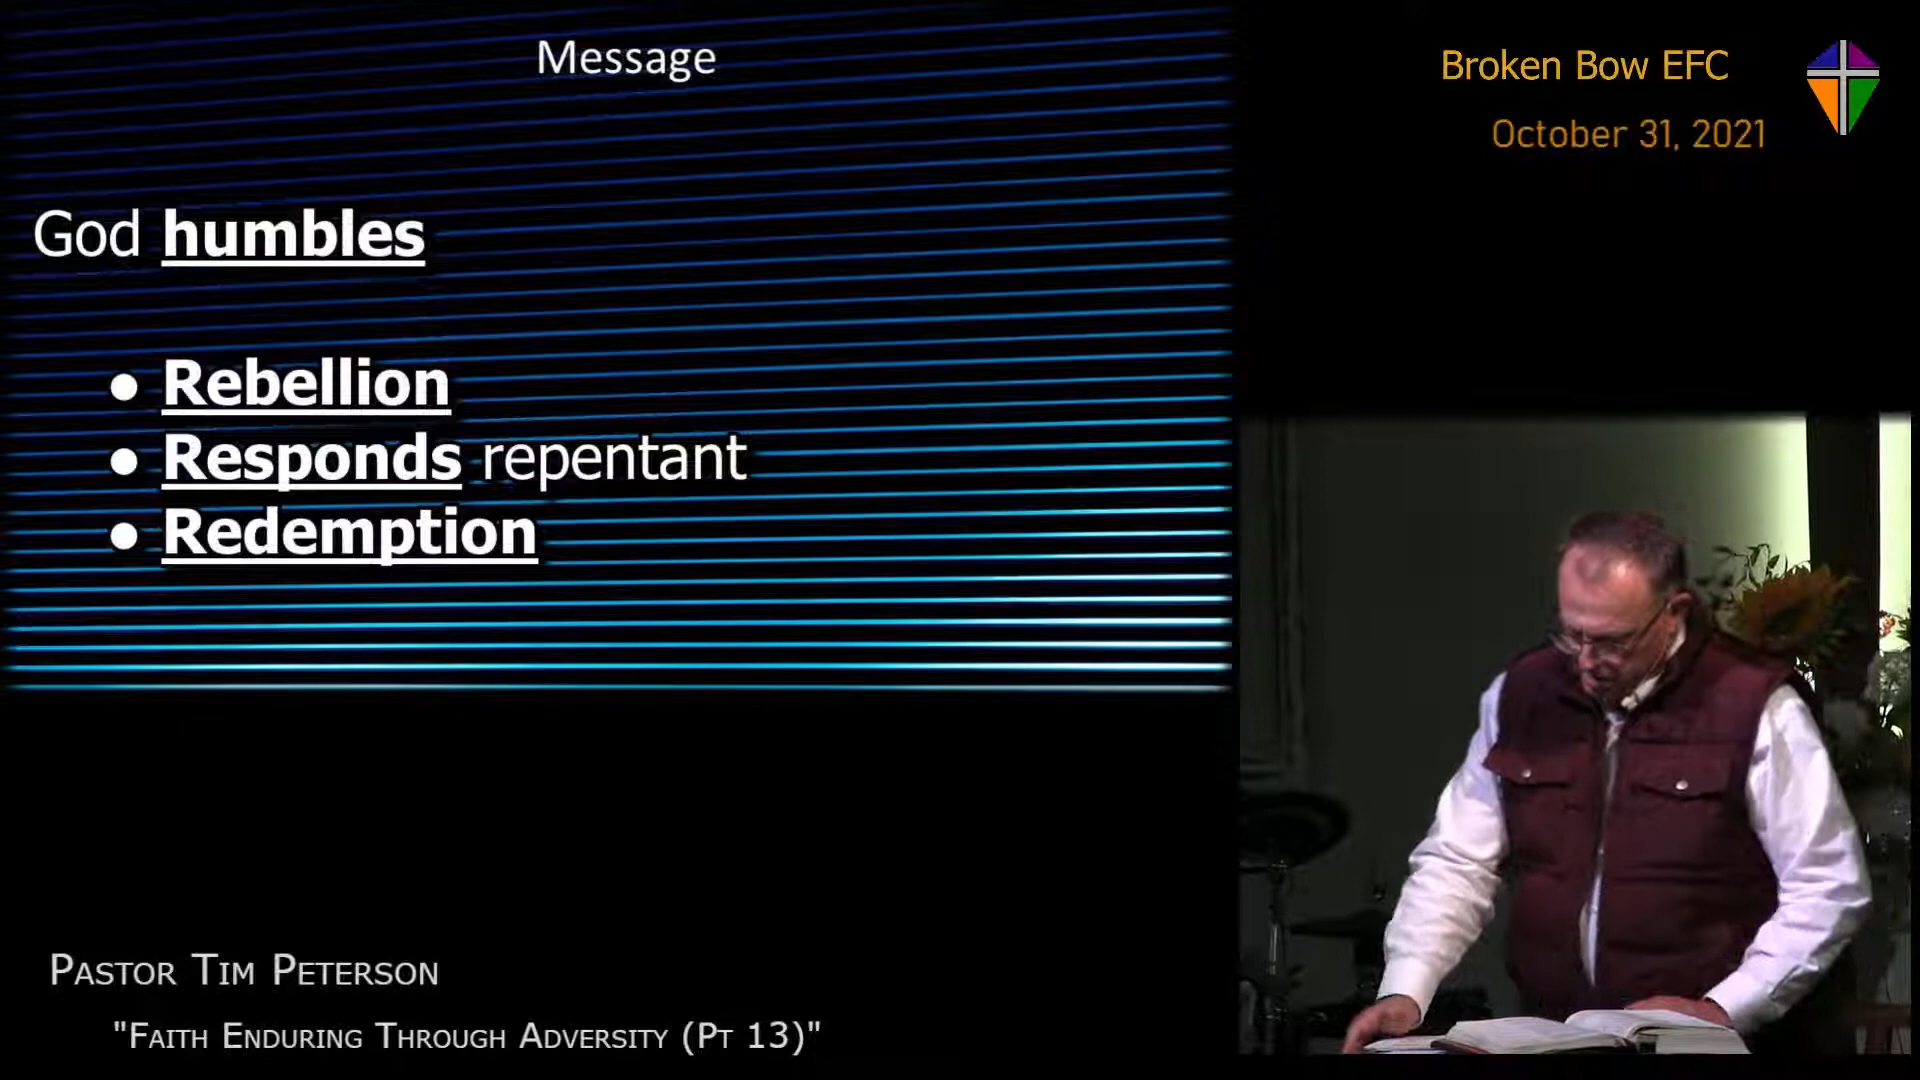 Message
Broken Bow EFC
October 31, 2021
God humbles
● Rebellion
● Responds repentant
● Redemption
Pastor Tim Peterson
"Faith Enduring Through Adversity (Pt 13)"